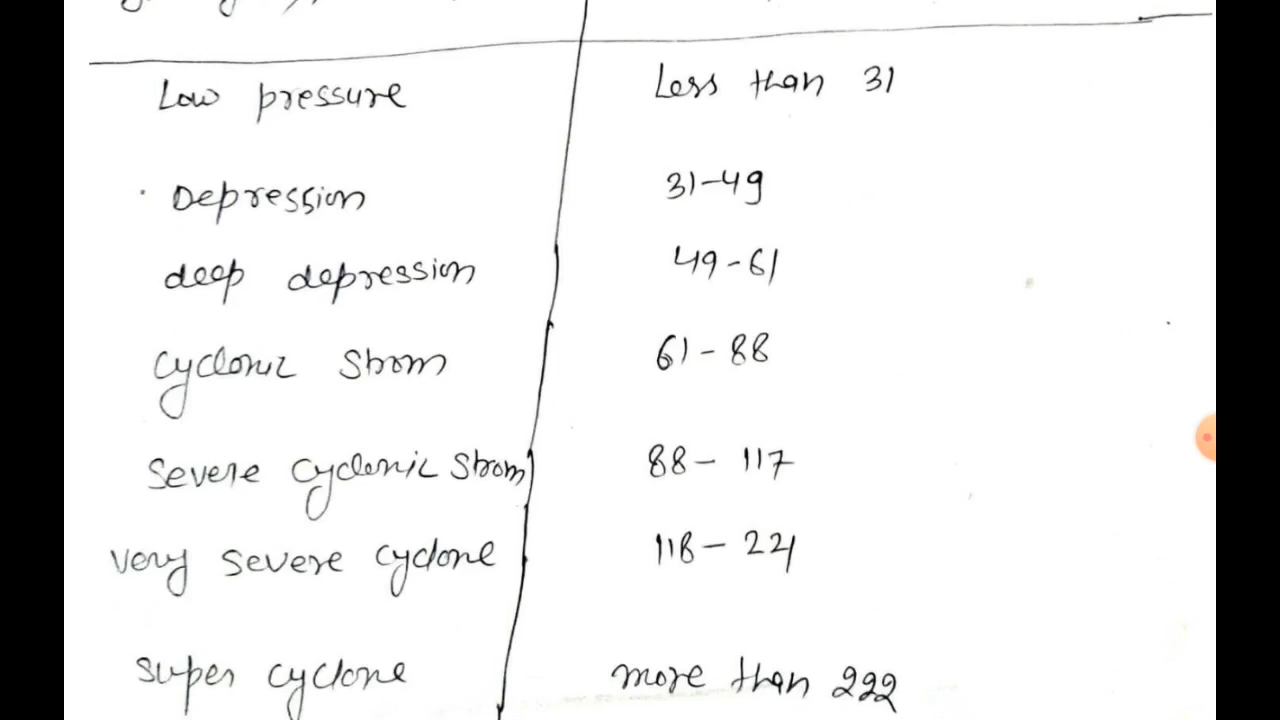 Low pressure Less than 31
Depression 31-49
deep depression 49-61
Cyclonic Strom 61-88
Severe Cyclonic Strom 88-117
very severe cyclone 118-221
super cyclone more than 222